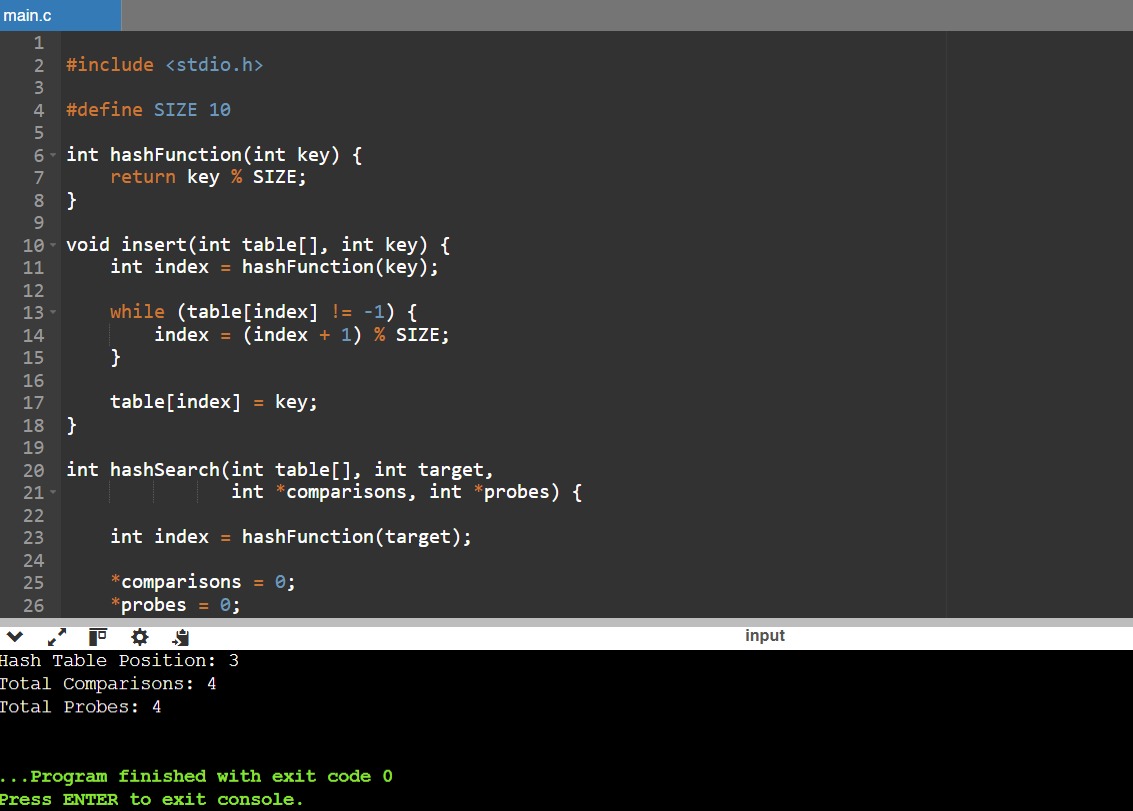 main.c
1
2 #include <stdio.h>
3
4 #define SIZE 10
5
6 int hashFunction(int key) {
7     return key % SIZE;
8 }
9
10 void insert(int table[], int key) {
11     int index = hashFunction(key);
12
13     while (table[index] != -1) {
14         index = (index + 1) % SIZE;
15     }
16
17     table[index] = key;
18 }
19
20 int hashSearch(int table[], int target,
21                int *comparisons, int *probes) {
22
23     int index = hashFunction(target);
24
25     *comparisons = 0;
26     *probes = 0;
input
Hash Table Position: 3
Total Comparisons: 4
Total Probes: 4
...Program finished with exit code 0
Press ENTER to exit console.